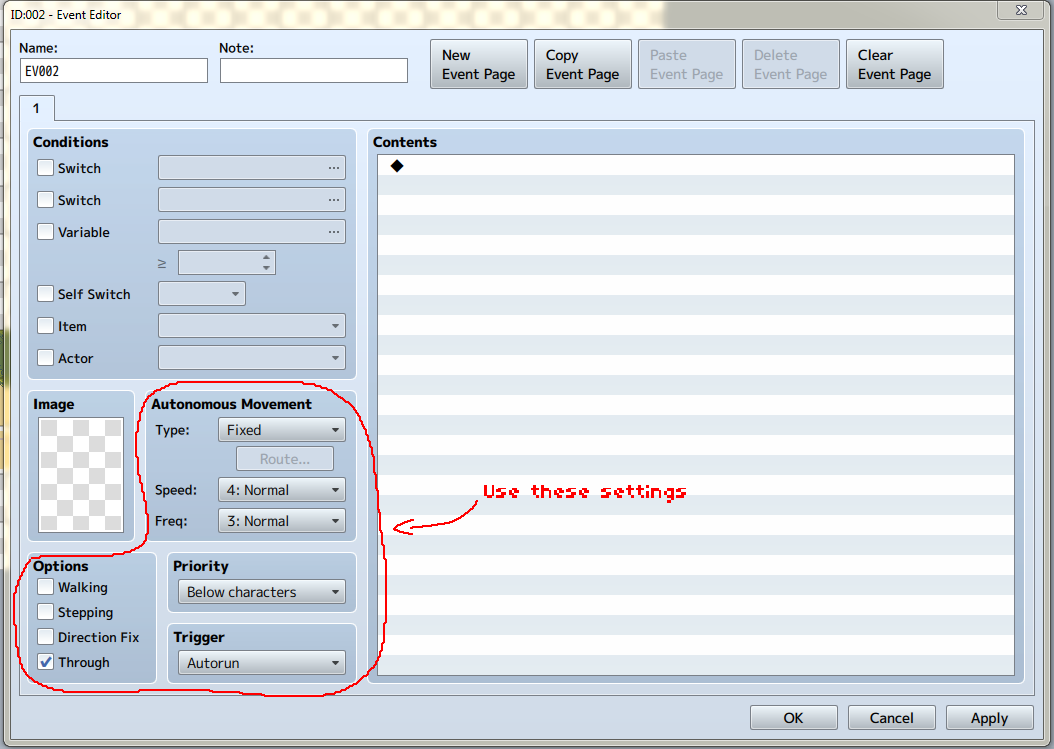 ID:002 - Event Editor
Name:
Note:
EV002
New
Event Page
Copy
Event Page
Paste
Event Page
Delete
Event Page
Clear
Event Page
1
Conditions
Switch
...
Switch
...
Variable
...
≥
Self Switch
Item
Actor
Image
Autonomous Movement
Type:
Fixed
Route...
Speed:
4: Normal
Freq:
3: Normal
Options
Walking
Stepping
Direction Fix
Through
Priority
Below characters
Trigger
Autorun
Contents
◆
Use these settings
OK
Cancel
Apply